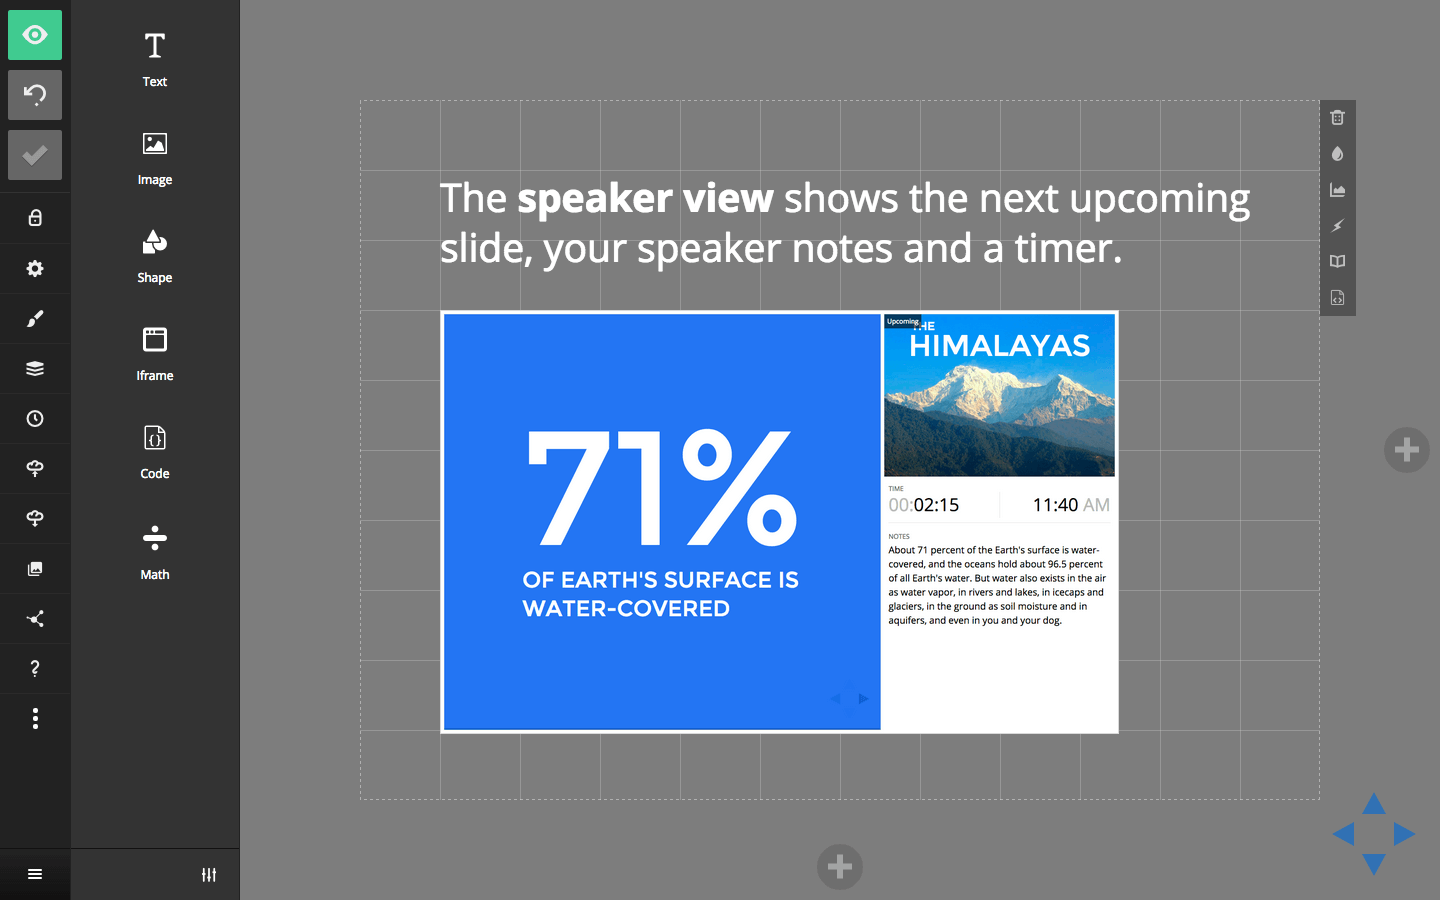 Text
Image
Shape
Iframe
Code
Math
The speaker view shows the next upcoming
slide, your speaker notes and a timer.
71%
OF EARTH'S SURFACE IS
WATER-COVERED
Upcoming
THE
HIMALAYAS
TIME
00:02:15
11:40 AM
NOTES
About 71 percent of the Earth's surface is water-
covered, and the oceans hold about 96.5 percent
of all Earth's water. But water also exists in the air
as water vapor, in rivers and lakes, in icecaps and
glaciers, in the ground as soil moisture and in
aquifers, and even in you and your dog.